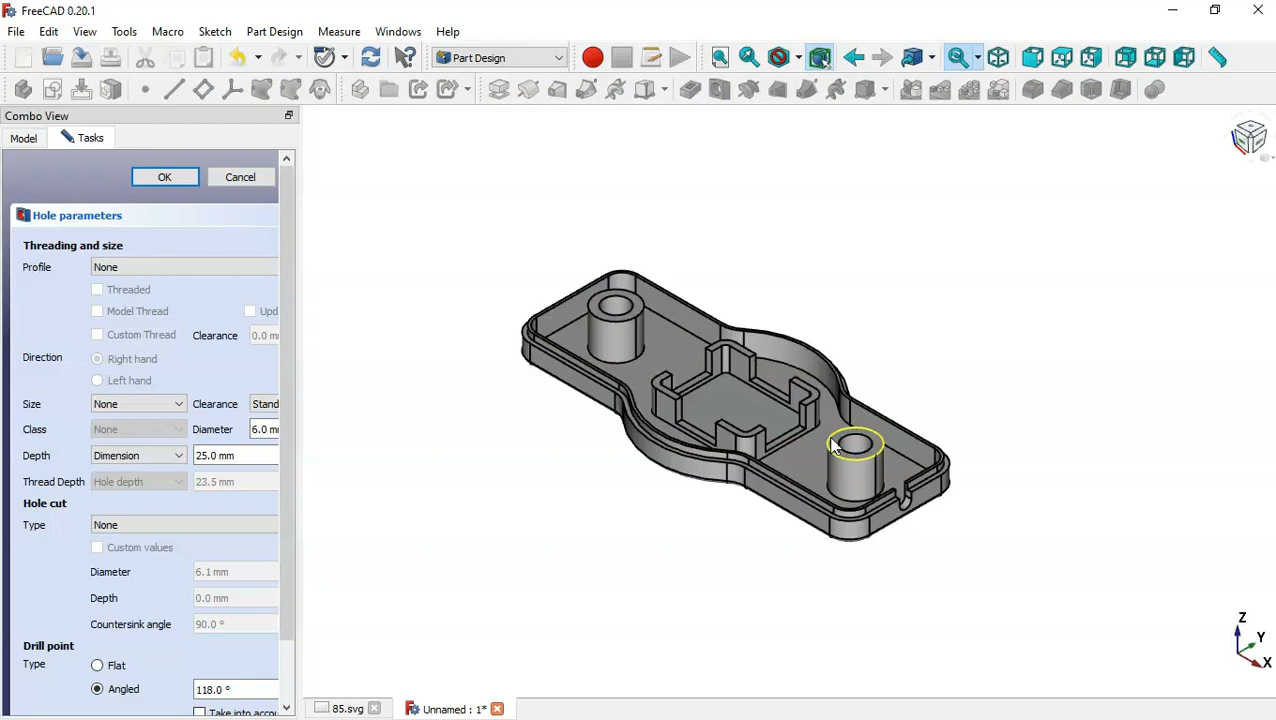 FreeCAD 0.20.1
File Edit View Tools Macro Sketch Part Design Measure Windows Help
Part Design
Combo View
Model Tasks
OK Cancel
Hole parameters
Threading and size
Profile None
Threaded
Model Thread Upd
Custom Thread Clearance 0.0 m
Direction Right hand
Left hand
Size None Clearance Stand
Class None Diameter 6.0 m
Depth Dimension 25.0 mm
Thread Depth Hole depth 23.5 mm
Hole cut
Type None
Custom values
Diameter 6.1 mm
Depth 0.0 mm
Countersink angle 90.0 °
Drill point
Type Flat
Angled 118.0 °
Take into accou
Z
Y
X
85.svg Unnamed : 1*